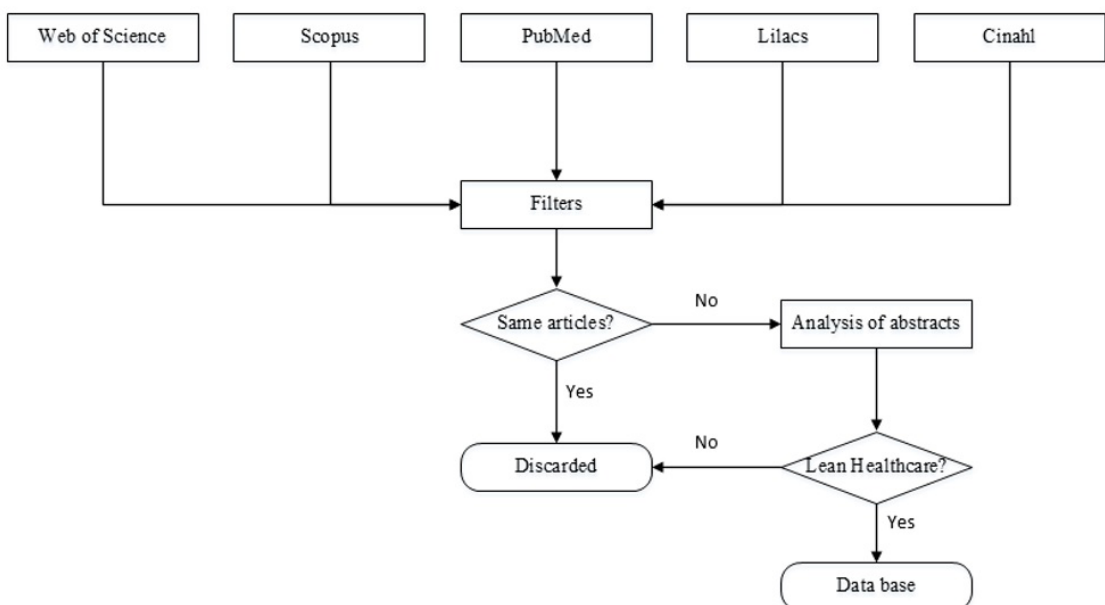 Web of Science
Scopus
PubMed
Lilacs
Cinahl
Filters
Same articles?
No
Analysis of abstracts
Yes
Discarded
No
Lean Healthcare?
Yes
Data base